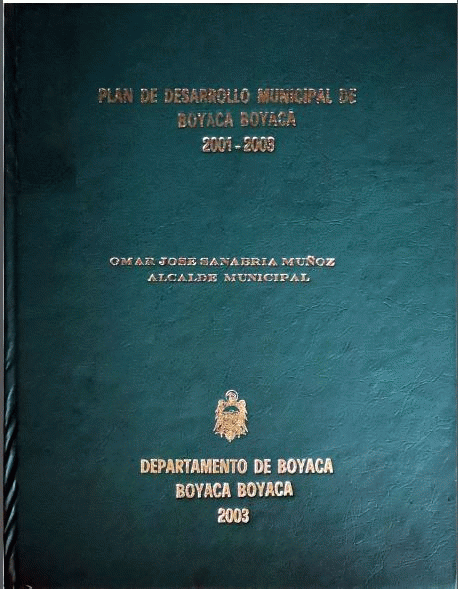 PLAN DE DESARROLLO MUNICIPAL DE
BOYACA BOYACA
2001 - 2003
OMAR JOSE SANABRIA MUÑOZ
ALCALDE MUNICIPAL
DEPARTAMENTO DE BOYACA
BOYACA BOYACA
2003